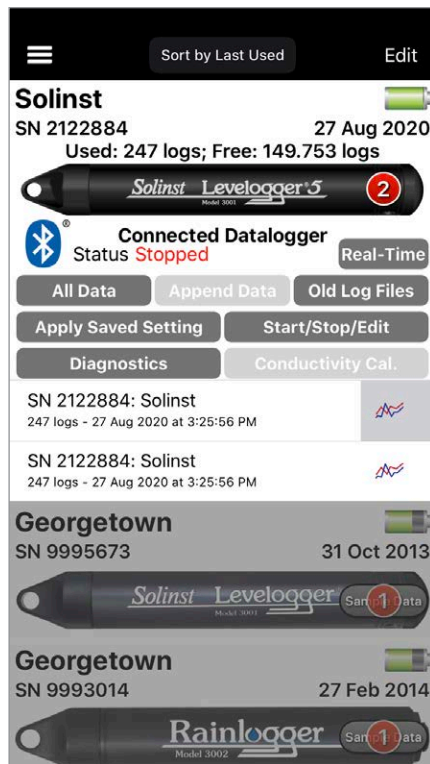 Sort by Last Used
Edit
Solinst
SN 2122884
27 Aug 2020
Used: 247 logs; Free: 149.753 logs
Solinst Levelogger® 5
Model 3001
2
®
Connected Datalogger
Status Stopped
Real-Time
All Data
Append Data
Old Log Files
Apply Saved Setting
Start/Stop/Edit
Diagnostics
Conductivity Cal.
SN 2122884: Solinst
247 logs - 27 Aug 2020 at 3:25:56 PM
SN 2122884: Solinst
247 logs - 27 Aug 2020 at 3:25:56 PM
Georgetown
SN 9995673
31 Oct 2013
Solinst Levelogger
Model 3001
1
Georgetown
SN 9993014
27 Feb 2014
Rainlogger
Model 3002
1